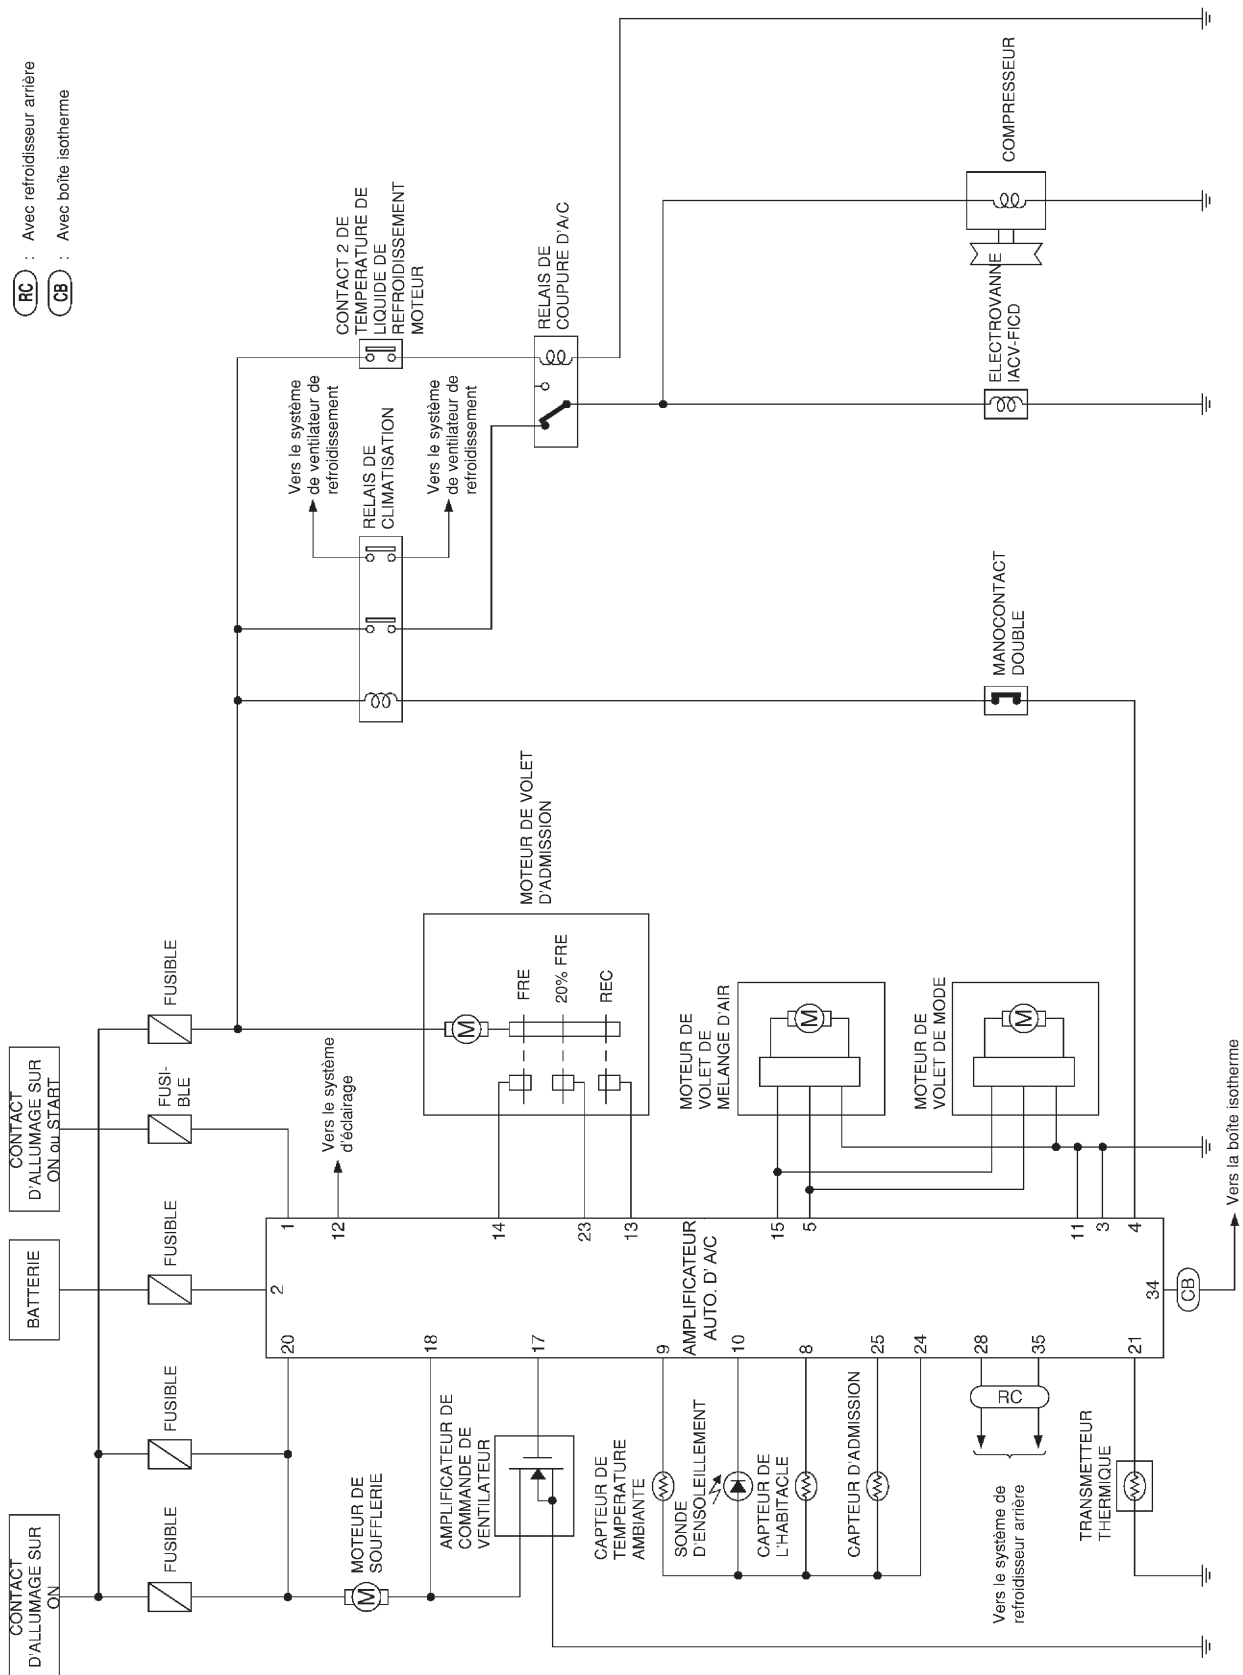 RC : Avec refroidisseur arrière
CB : Avec boîte isotherme
CONTACT
D'ALLUMAGE SUR
ON
BATTERIE
CONTACT
D'ALLUMAGE SUR
ON ou START
FUSIBLE
FUSIBLE
FUSIBLE
FUSI-
BLE
FUSIBLE
CONTACT 2 DE
TEMPERATURE DE
LIQUIDE DE
REFROIDISSEMENT
MOTEUR
Vers le système
de ventilateur de
refroidissement
RELAIS DE
CLIMATISATION
Vers le système
de ventilateur de
refroidissement
RELAIS DE
COUPURE D'A/C
20
2
1
12
Vers le système
d'éclairage
MOTEUR DE
SOUFFLERIE
18
AMPLIFICATEUR DE
COMMANDE DE
VENTILATEUR
17
14
23
13
M
M
FRE
20% FRE
REC
MOTEUR DE VOLET
D'ADMISSION
CAPTEUR DE
TEMPERATURE
AMBIANTE
9
SONDE
D'ENSOLEILLEMENT
10
CAPTEUR DE
L'HABITACLE
8
CAPTEUR D'ADMISSION
25
24
AMPLIFICATEUR
AUTO. D' A/C
15
5
11
3
4
MOTEUR DE
VOLET DE
MELANGE D'AIR
M
MOTEUR DE
VOLET DE MODE
M
28
35
RC
Vers le système de
refroidisseur arrière
TRANSMETTEUR
THERMIQUE
21
34
CB
Vers la boîte isotherme
MANOCONTACT
DOUBLE
ELECTROVANNE
IACV-FICD
COMPRESSEUR